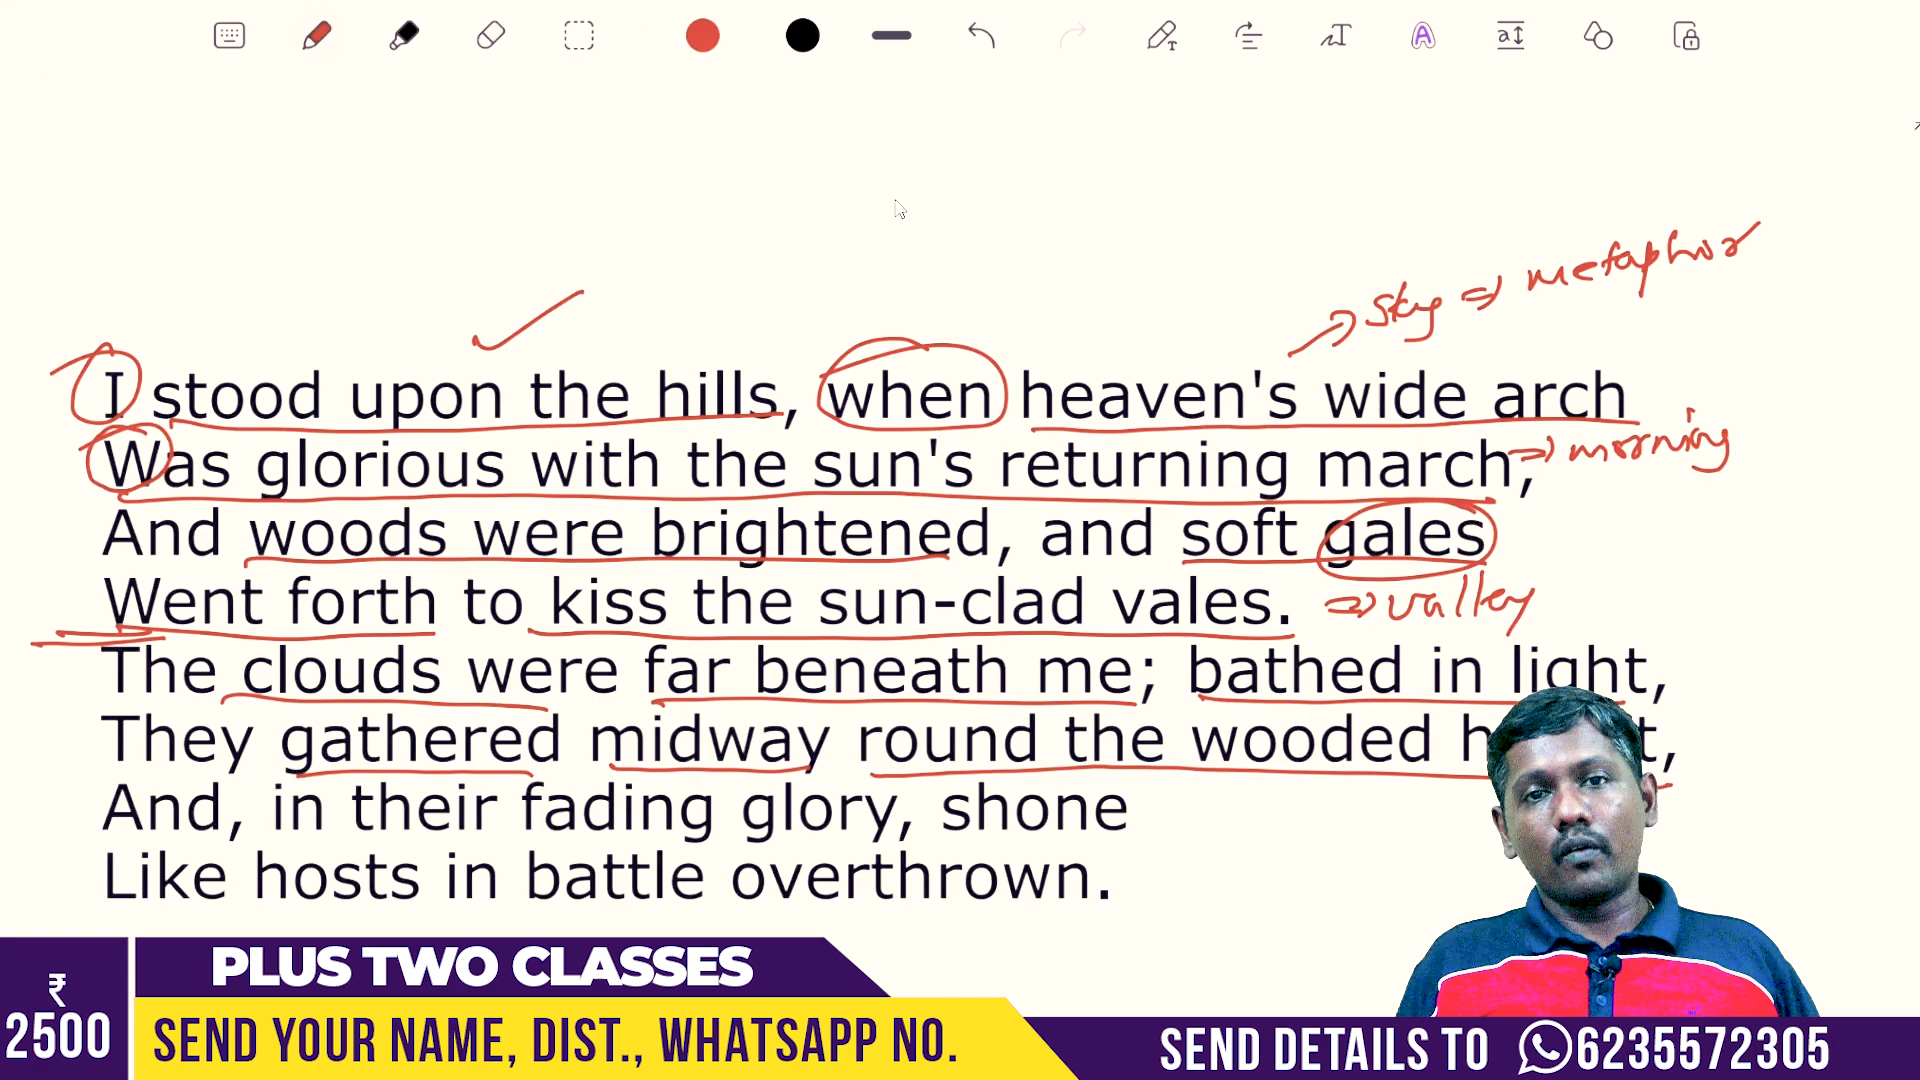 sky ⇒ metaphor
I stood upon the hills, when heaven's wide arch
Was glorious with the sun's returning march, ⇒ morning
And woods were brightened, and soft gales
Went forth to kiss the sun-clad vales. ⇒ valley
The clouds were far beneath me; bathed in light,
They gathered midway round the wooded h t,
And, in their fading glory, shone
Like hosts in battle overthrown.
PLUS TWO CLASSES
₹
2500
SEND YOUR NAME, DIST., WHATSAPP NO.
SEND DETAILS TO 6235572305